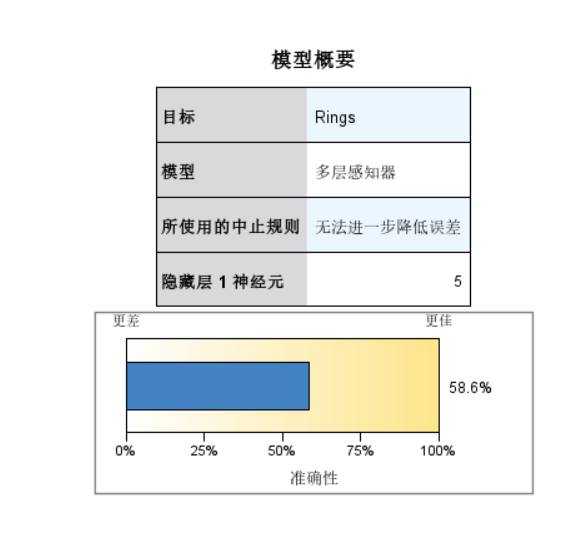 模型概要
目标 Rings
模型 多层感知器
所使用的中止规则 无法进一步降低误差
隐藏层 1 神经元 5
更差 更佳
58.6%
0% 25% 50% 75% 100%
准确性